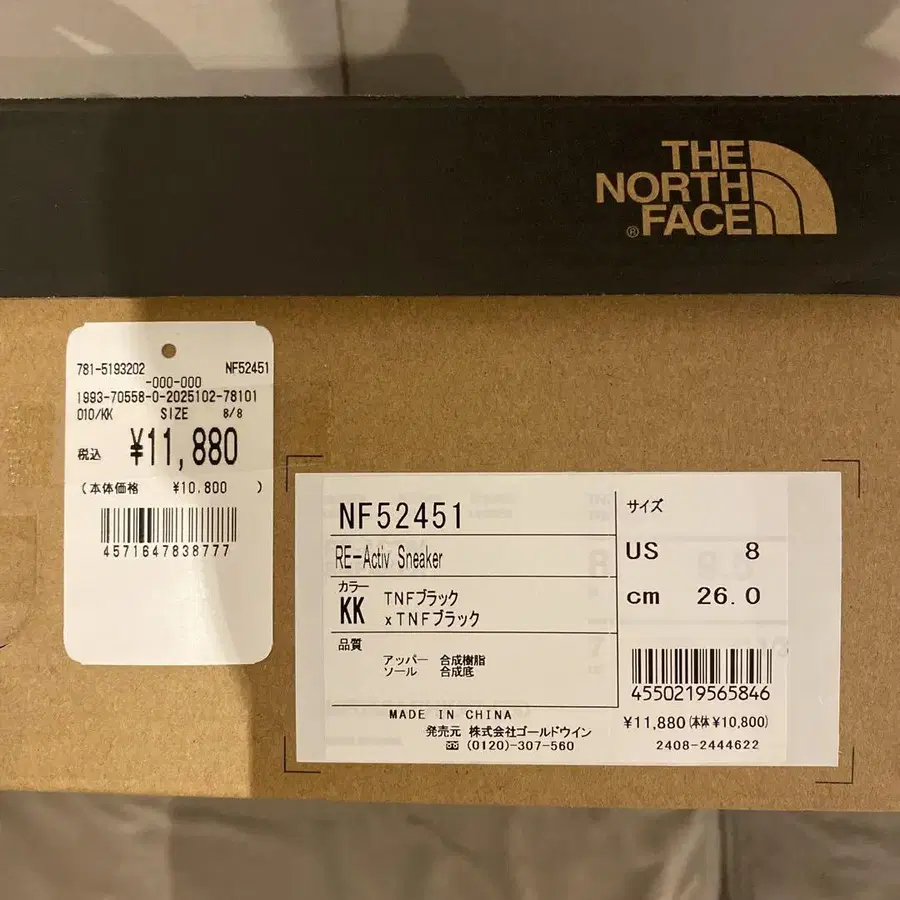 THE
NORTH
FACE
®
781-5193202 NF52451
-000-000
1993-70558-0-2025102-78101
010/KK SIZE 8/8
税込 ¥11,880
(本体価格 ¥10,800 )
4571647838777
NF52451
RE-Activ Sneaker
カラー
KK TNFブラック
xTNFブラック
品質
アッパー 合成樹脂
ソール 合成底
MADE IN CHINA
発売元 株式会社ゴールドウイン
(0120)-307-560
サイズ
US 8
cm 26.0
4550219565846
¥11,880(本体¥10,800)
2408-2444622